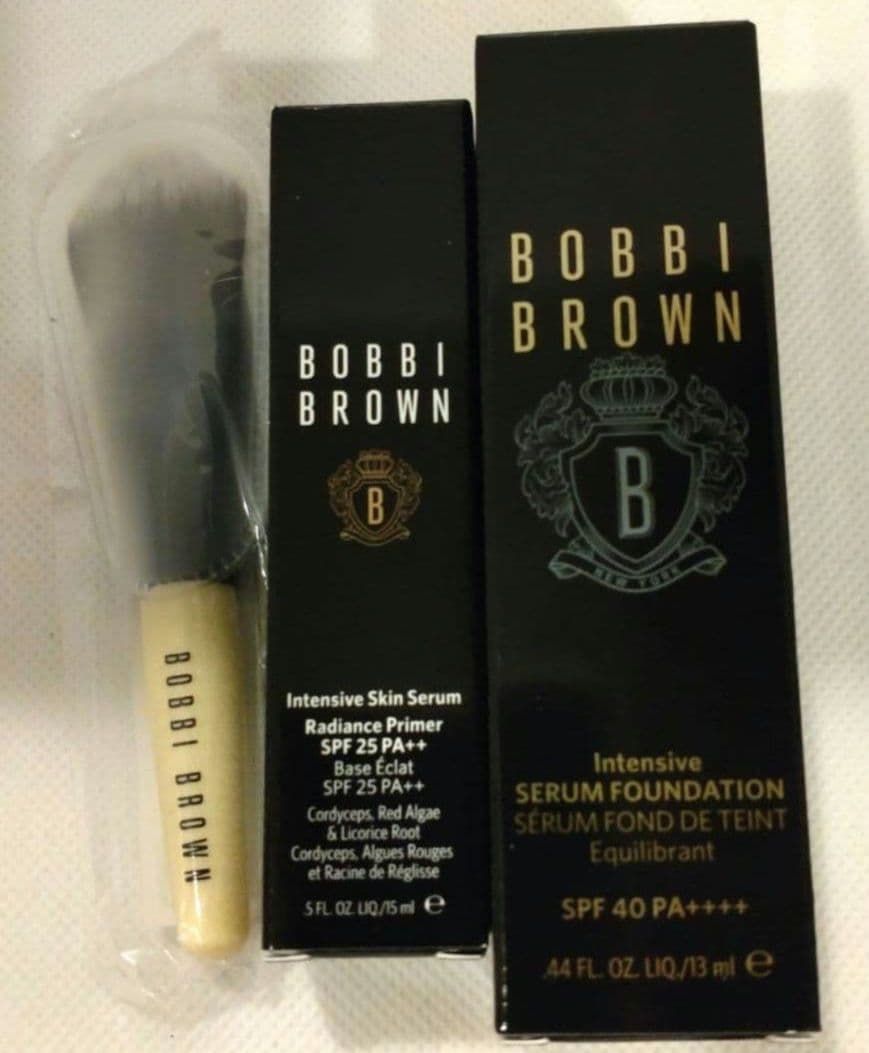 BOBBI BROWN
BOBBI
BROWN
B
Intensive Skin Serum
Radiance Primer
SPF 25 PA++
Base Éclat
SPF 25 PA++
Cordyceps, Red Algae
& Licorice Root
Cordyceps, Algues Rouges
et Racine de Réglisse
.5 FL. OZ. LIQ./15 ml e
BOBBI
BROWN
B
NEW YORK
Intensive
SERUM FOUNDATION
SÉRUM FOND DE TEINT
Equilibrant
SPF 40 PA++++
.44 FL. OZ. LIQ./13 ml e